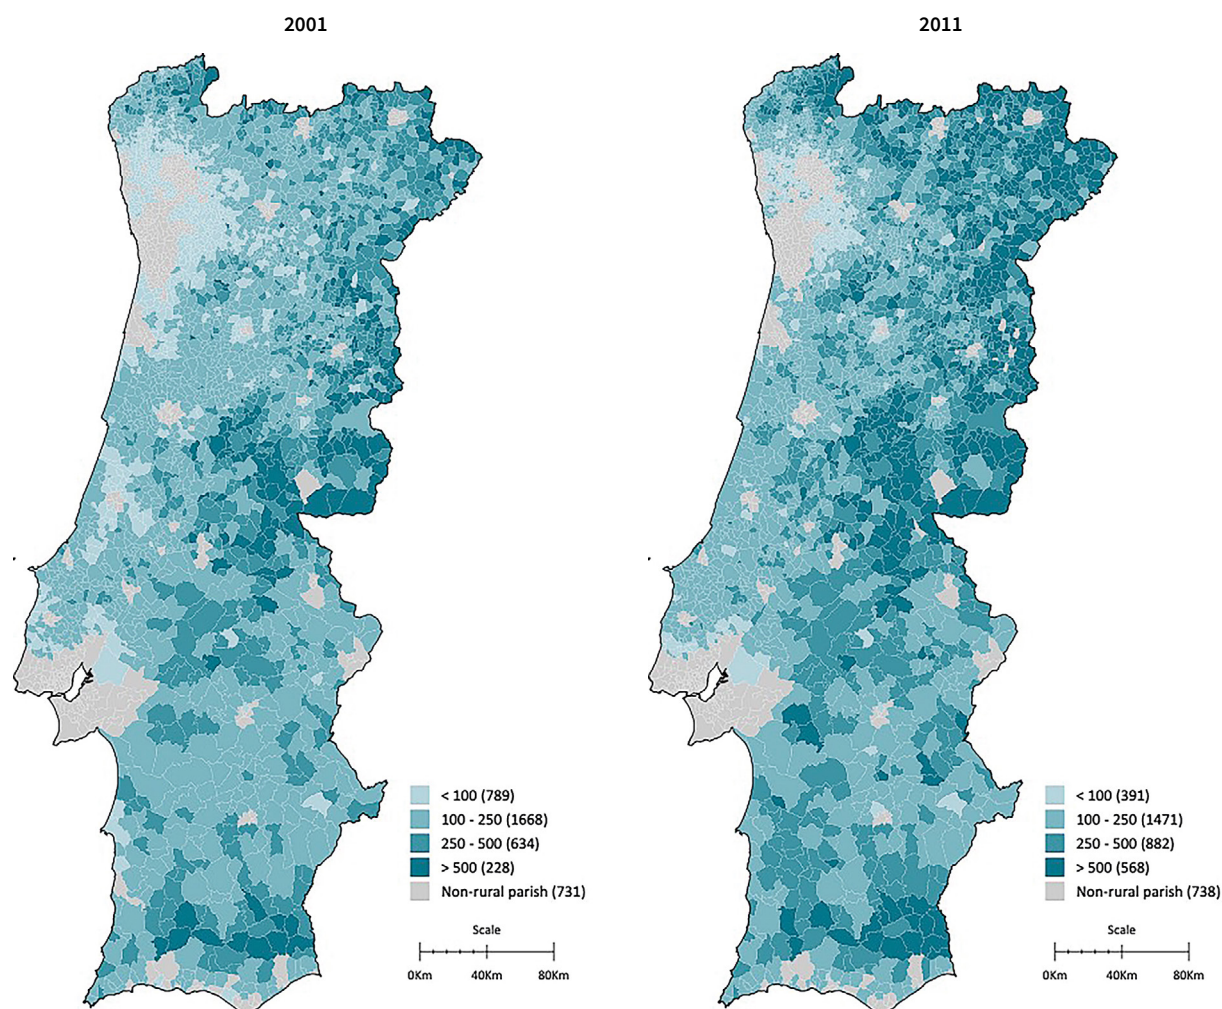 2001
2011
< 100 (789)
100 - 250 (1668)
250 - 500 (634)
> 500 (228)
Non-rural parish (731)
Scale
0Km 40Km 80Km
< 100 (391)
100 - 250 (1471)
250 - 500 (882)
> 500 (568)
Non-rural parish (738)
Scale
0Km 40Km 80Km